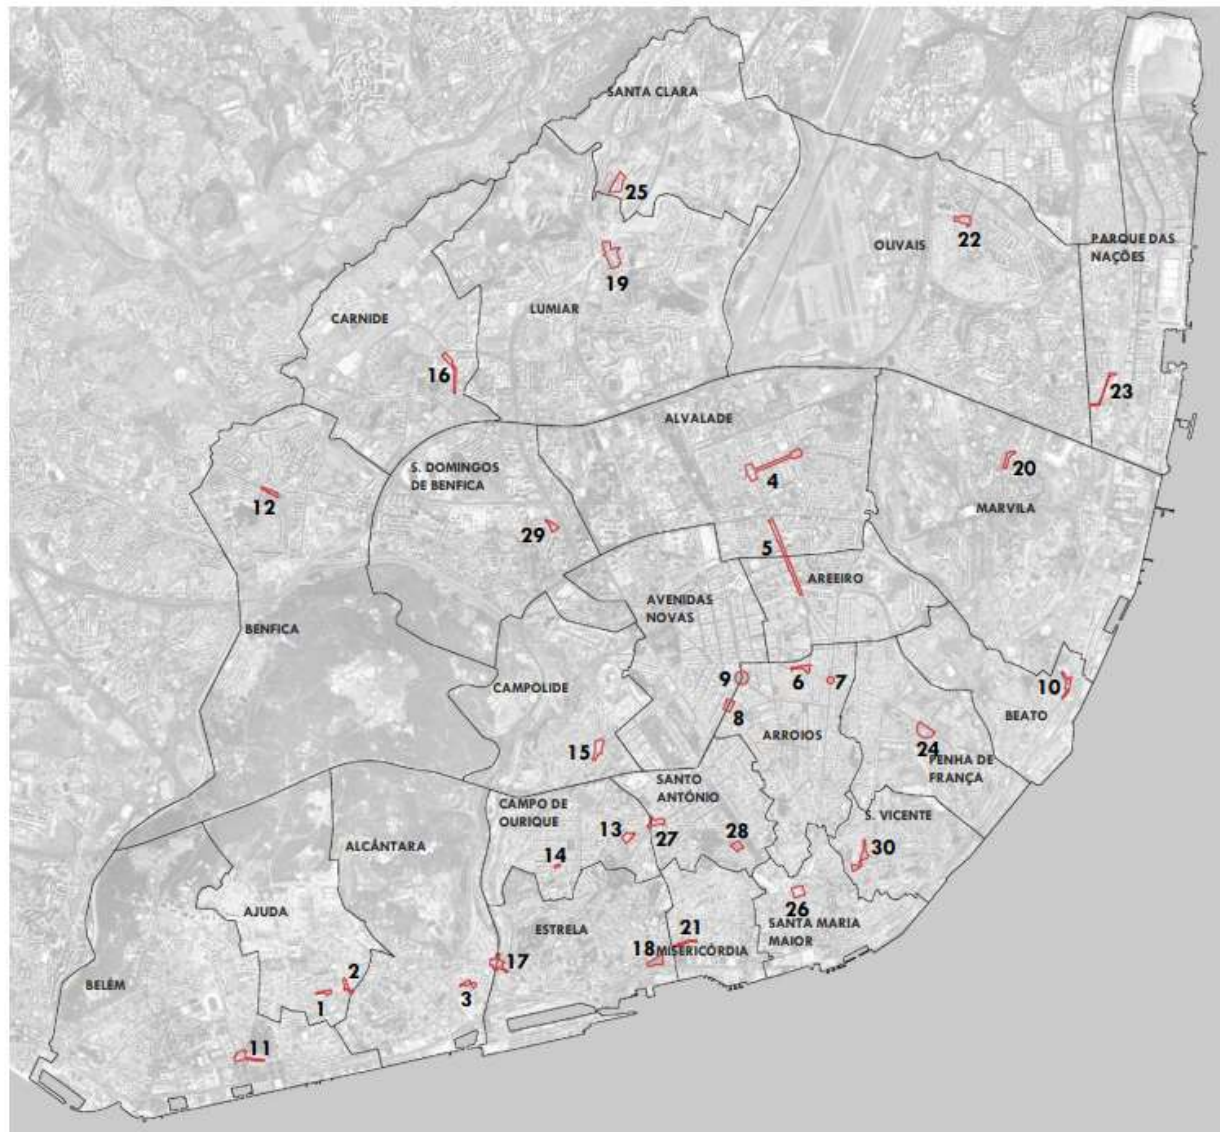 SANTA CLARA
25
22
OLIVAIS
PARQUE DAS
NAÇÕES
19
LUMIAR
CARNIDE
16
23
ALVALADE
S. DOMINGOS
DE BENFICA
4
20
12
MARVILA
29
5
AREEIRO
AVENIDAS
NOVAS
BENFICA
9
6
7
10
CAMPOLIDE
8
BEATO
ARROIOS
15
24
PENHA DE
FRANÇA
SANTO
ANTÓNIO
CAMPO DE
OURIQUE
S. VICENTE
13
27
28
ALCÂNTARA
30
14
AJUDA
26
ESTRELA
21
SANTA MARIA
MAIOR
18
MISERICÓRDIA
17
2
BELÉM
3
1
11